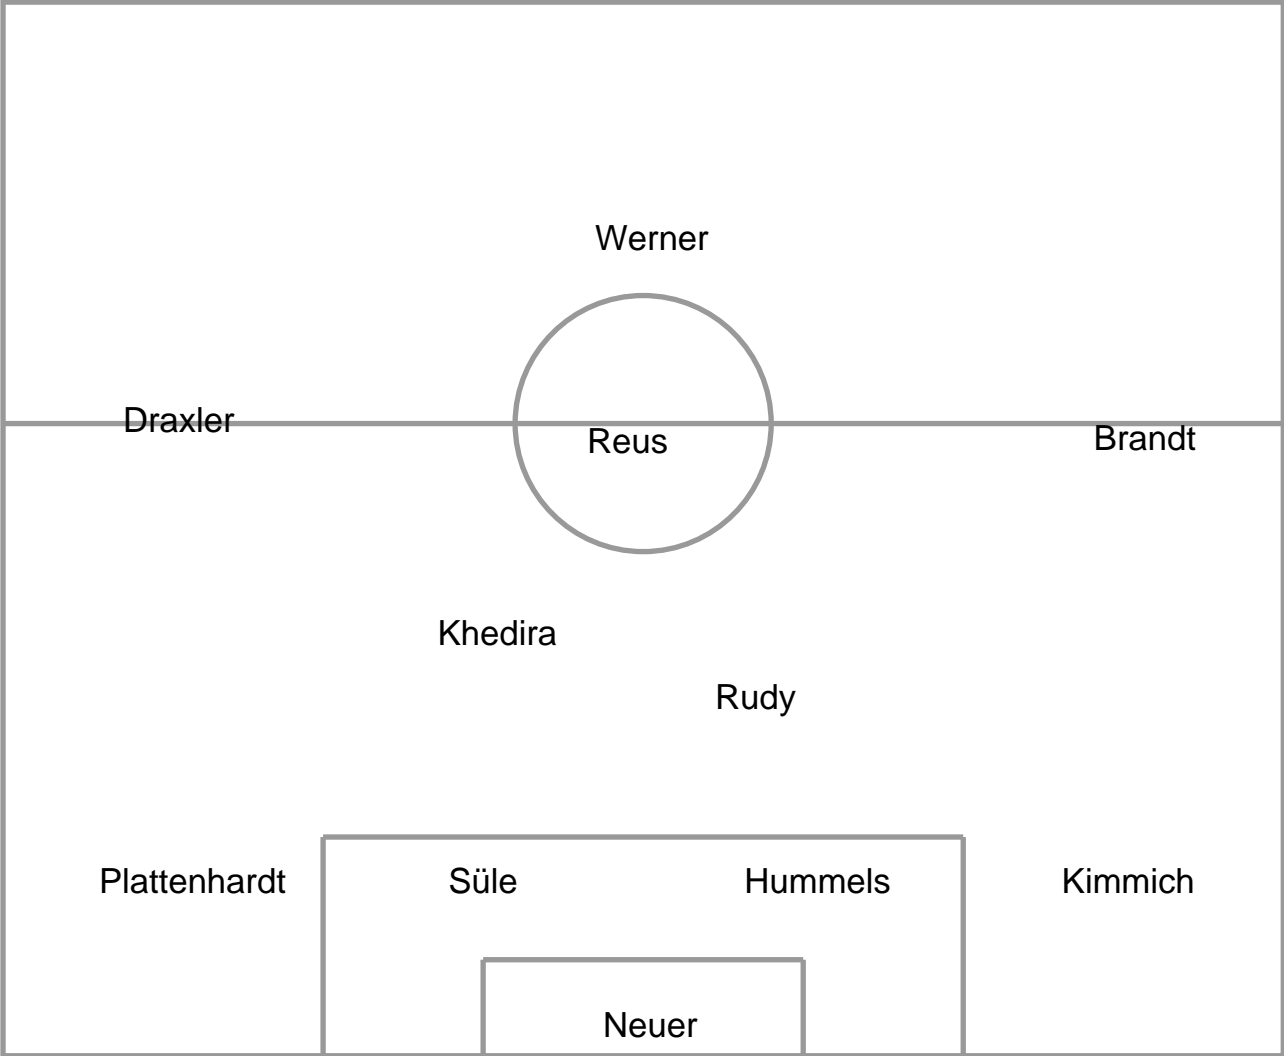 Werner
Draxler
Reus
Brandt
Khedira
Rudy
Plattenhardt
Süle
Hummels
Kimmich
Neuer